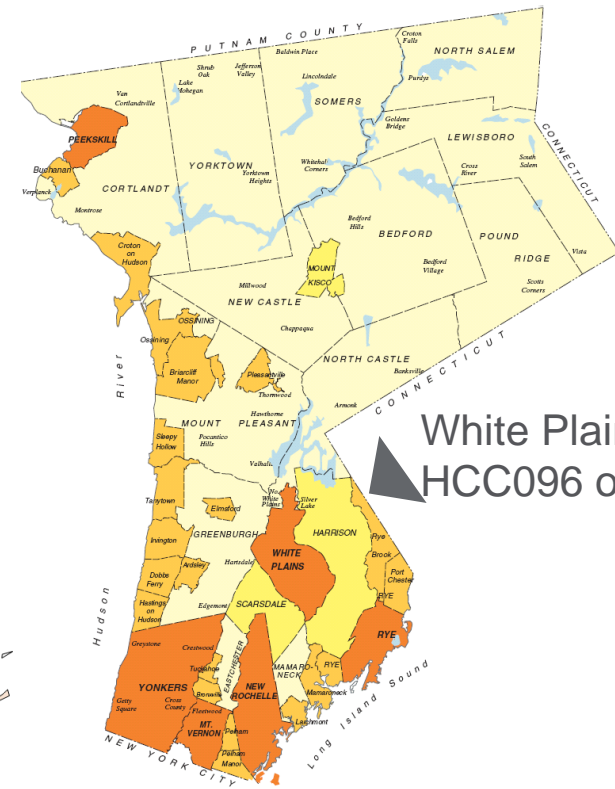 PUTNAM COUNTY
Croton
Falls
Baldwin Place
NORTH SALEM
Shrub
Oak
Jefferson
Valley
Lake
Mohegan
Lincolndale
Purdys
Van
Cortlandtville
SOMERS
Goldens
Bridge
PEEKSKILL
LEWISBORO
CONNECTICUT
YORKTOWN
Whitehall
Corners
South
Salem
Cross
River
Buchanan
Yorktown
Heights
Verplanck
CORTLANDT
Montrose
Bedford
Hills
BEDFORD
POUND
RIDGE
Croton
on
Hudson
Vista
MOUNT
KISCO
Bedford
Village
Scotts
Corners
Millwood
NEW CASTLE
OSSINING
Chappaqua
Ossining
NORTH CASTLE
CONNECTICUT
River
Briarcliff
Manor
Pleasantville
Banksville
Thornwood
Armonk
Hawthorne
MOUNT PLEASANT
Sleepy
Hollow
Pocantico
Hills
White Plain
HCC096 o
Valhalla
No.
White
Plains
Silver
Lake
Tarrytown
Elmsford
GREENBURGH
HARRISON
Rye
Brook
Irvington
WHITE
PLAINS
Ardsley
Hartsdale
Port
Chester
Dobbs
Ferry
RYE
Hastings
on
Hudson
Edgemont
SCARSDALE
Hudson
Greystone
Crestwood
RYE
EASTCHESTER
Tuckahoe
MAMARO-
NECK
RYE
YONKERS
NEW
ROCHELLE
Bronxville
Mamaroneck
Getty
Square
Cross
County
Fleetwood
Larchmont
Long Island Sound
MT.
VERNON
Pelham
Pelham
Manor
NEW YORK CITY